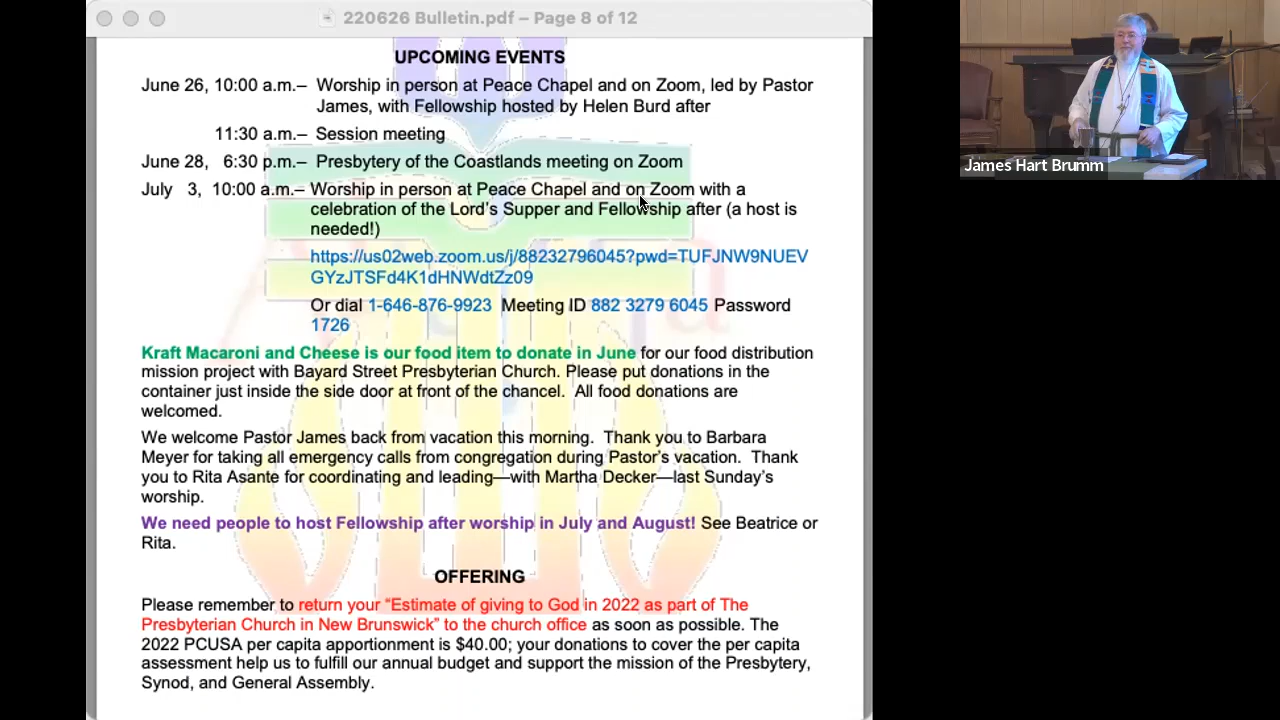 220626 Bulletin.pdf – Page 8 of 12
UPCOMING EVENTS
June 26, 10:00 a.m.– Worship in person at Peace Chapel and on Zoom, led by Pastor
James, with Fellowship hosted by Helen Burd after
11:30 a.m.– Session meeting
June 28, 6:30 p.m.– Presbytery of the Coastlands meeting on Zoom
July 3, 10:00 a.m.– Worship in person at Peace Chapel and on Zoom with a
celebration of the Lord's Supper and Fellowship after (a host is
needed!)
https://us02web.zoom.us/j/88232796045?pwd=TUFJNW9NUEV
GYzJTSFd4K1dHNWdtZz09
Or dial 1-646-876-9923 Meeting ID 882 3279 6045 Password
1726
Kraft Macaroni and Cheese is our food item to donate in June for our food distribution
mission project with Bayard Street Presbyterian Church. Please put donations in the
container just inside the side door at front of the chancel. All food donations are
welcomed.
We welcome Pastor James back from vacation this morning. Thank you to Barbara
Meyer for taking all emergency calls from congregation during Pastor's vacation. Thank
you to Rita Asante for coordinating and leading—with Martha Decker—last Sunday's
worship.
We need people to host Fellowship after worship in July and August! See Beatrice or
Rita.
OFFERING
Please remember to return your “Estimate of giving to God in 2022 as part of The
Presbyterian Church in New Brunswick” to the church office as soon as possible. The
2022 PCUSA per capita apportionment is $40.00; your donations to cover the per capita
assessment help us to fulfill our annual budget and support the mission of the Presbytery,
Synod, and General Assembly.
James Hart Brumm